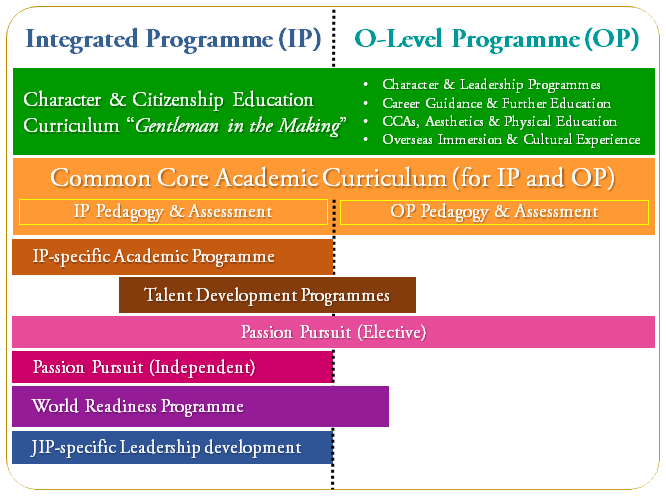 Integrated Programme (IP)
O-Level Programme (OP)
Character & Citizenship Education
Curriculum “Gentleman in the Making”
• Character & Leadership Programmes
• Career Guidance & Further Education
• CCAs, Aesthetics & Physical Education
• Overseas Immersion & Cultural Experience
Common Core Academic Curriculum (for IP and OP)
IP Pedagogy & Assessment
OP Pedagogy & Assessment
IP-specific Academic Programme
Talent Development Programmes
Passion Pursuit (Elective)
Passion Pursuit (Independent)
World Readiness Programme
JIP-specific Leadership development